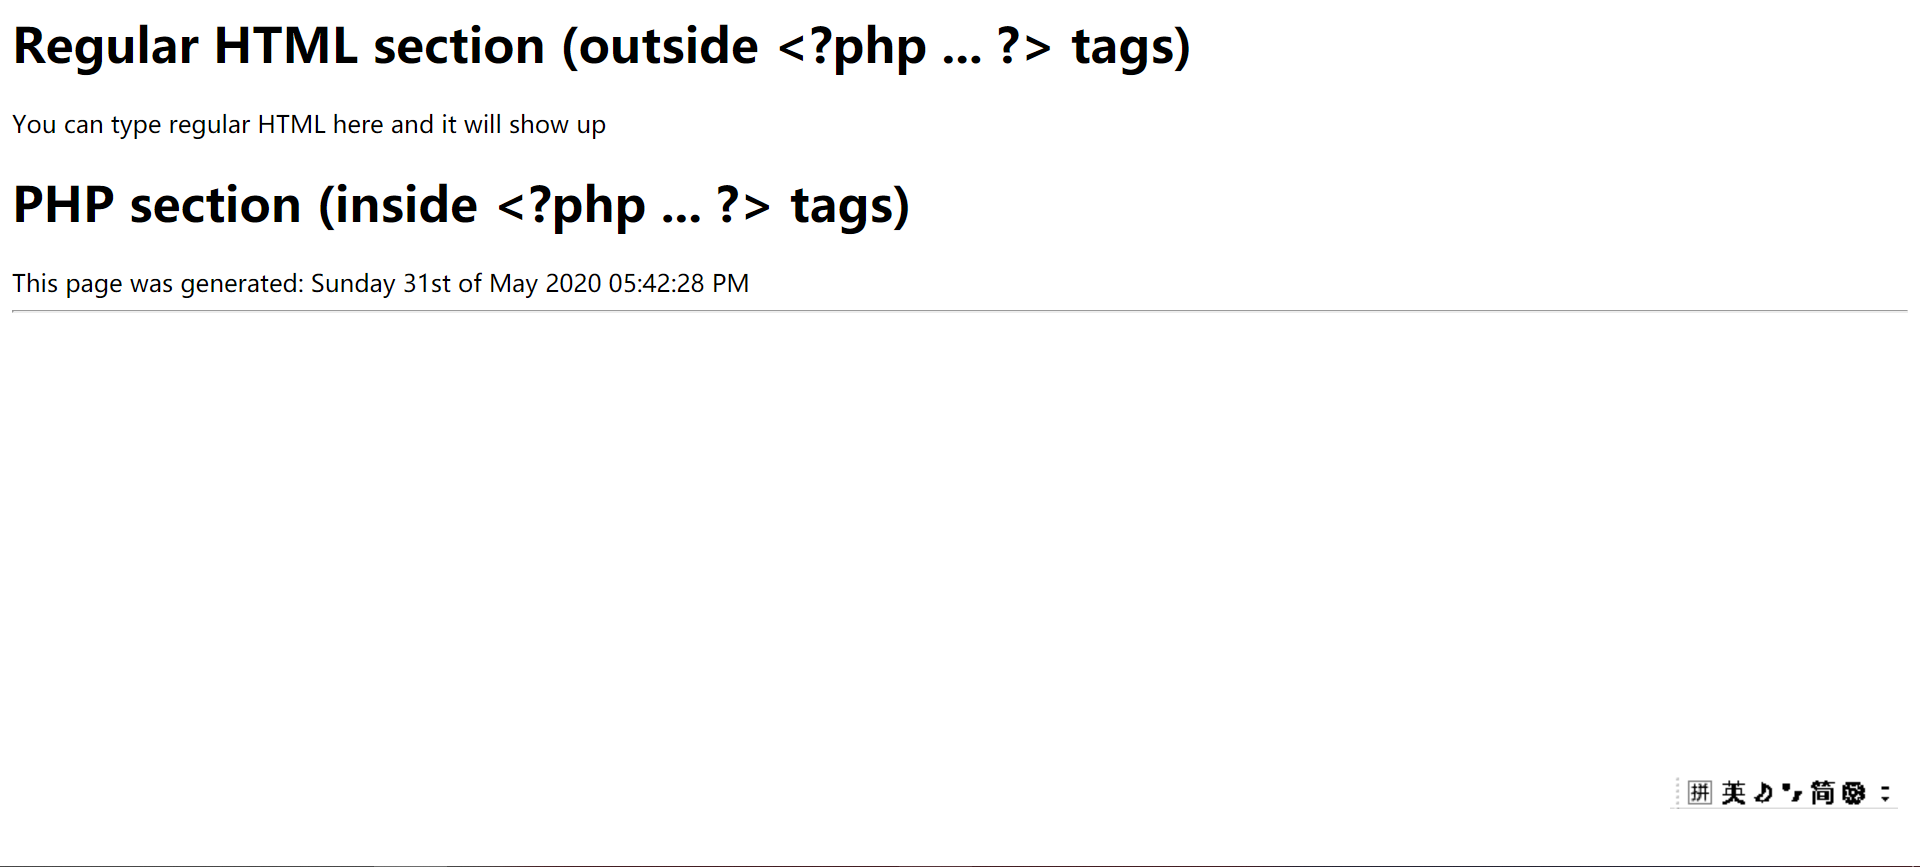 Regular HTML section (outside <?php ... ?> tags)
You can type regular HTML here and it will show up
PHP section (inside <?php ... ?> tags)
This page was generated: Sunday 31st of May 2020 05:42:28 PM
拼 英 简